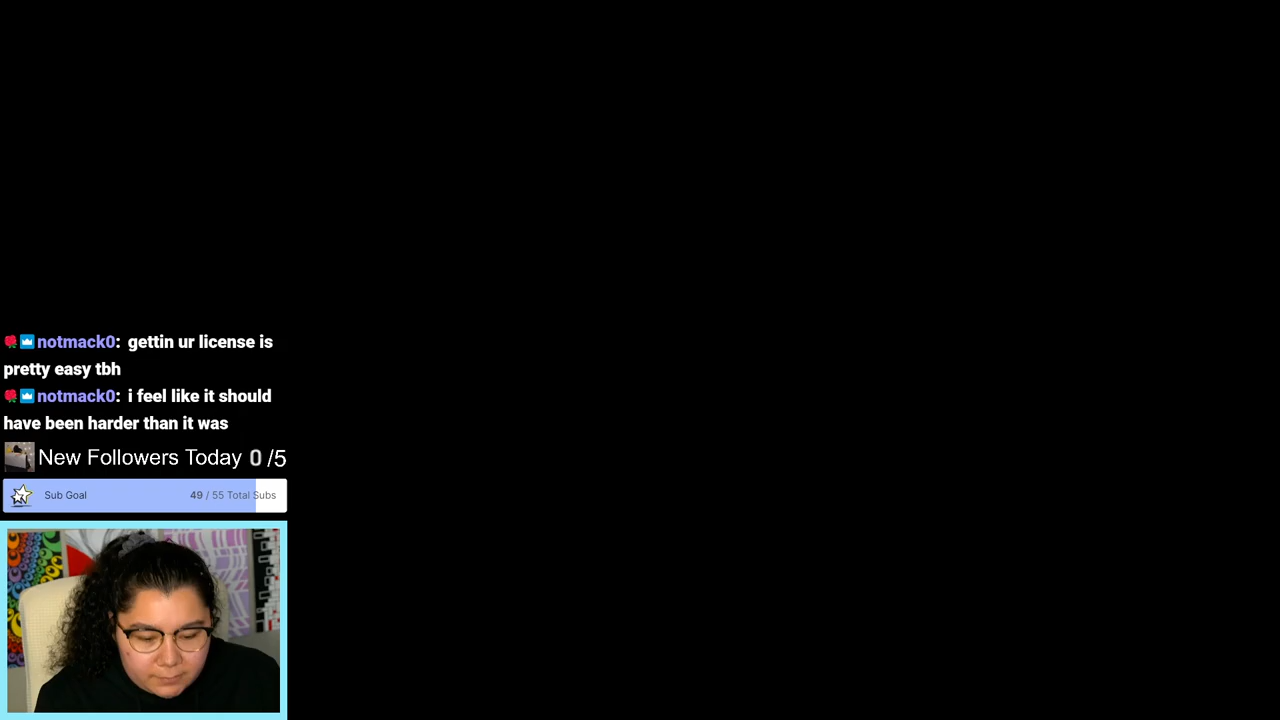 notmack0: gettin ur license is
pretty easy tbh
notmack0: i feel like it should
have been harder than it was
New Followers Today 0 /5
Sub Goal 49 / 55 Total Subs